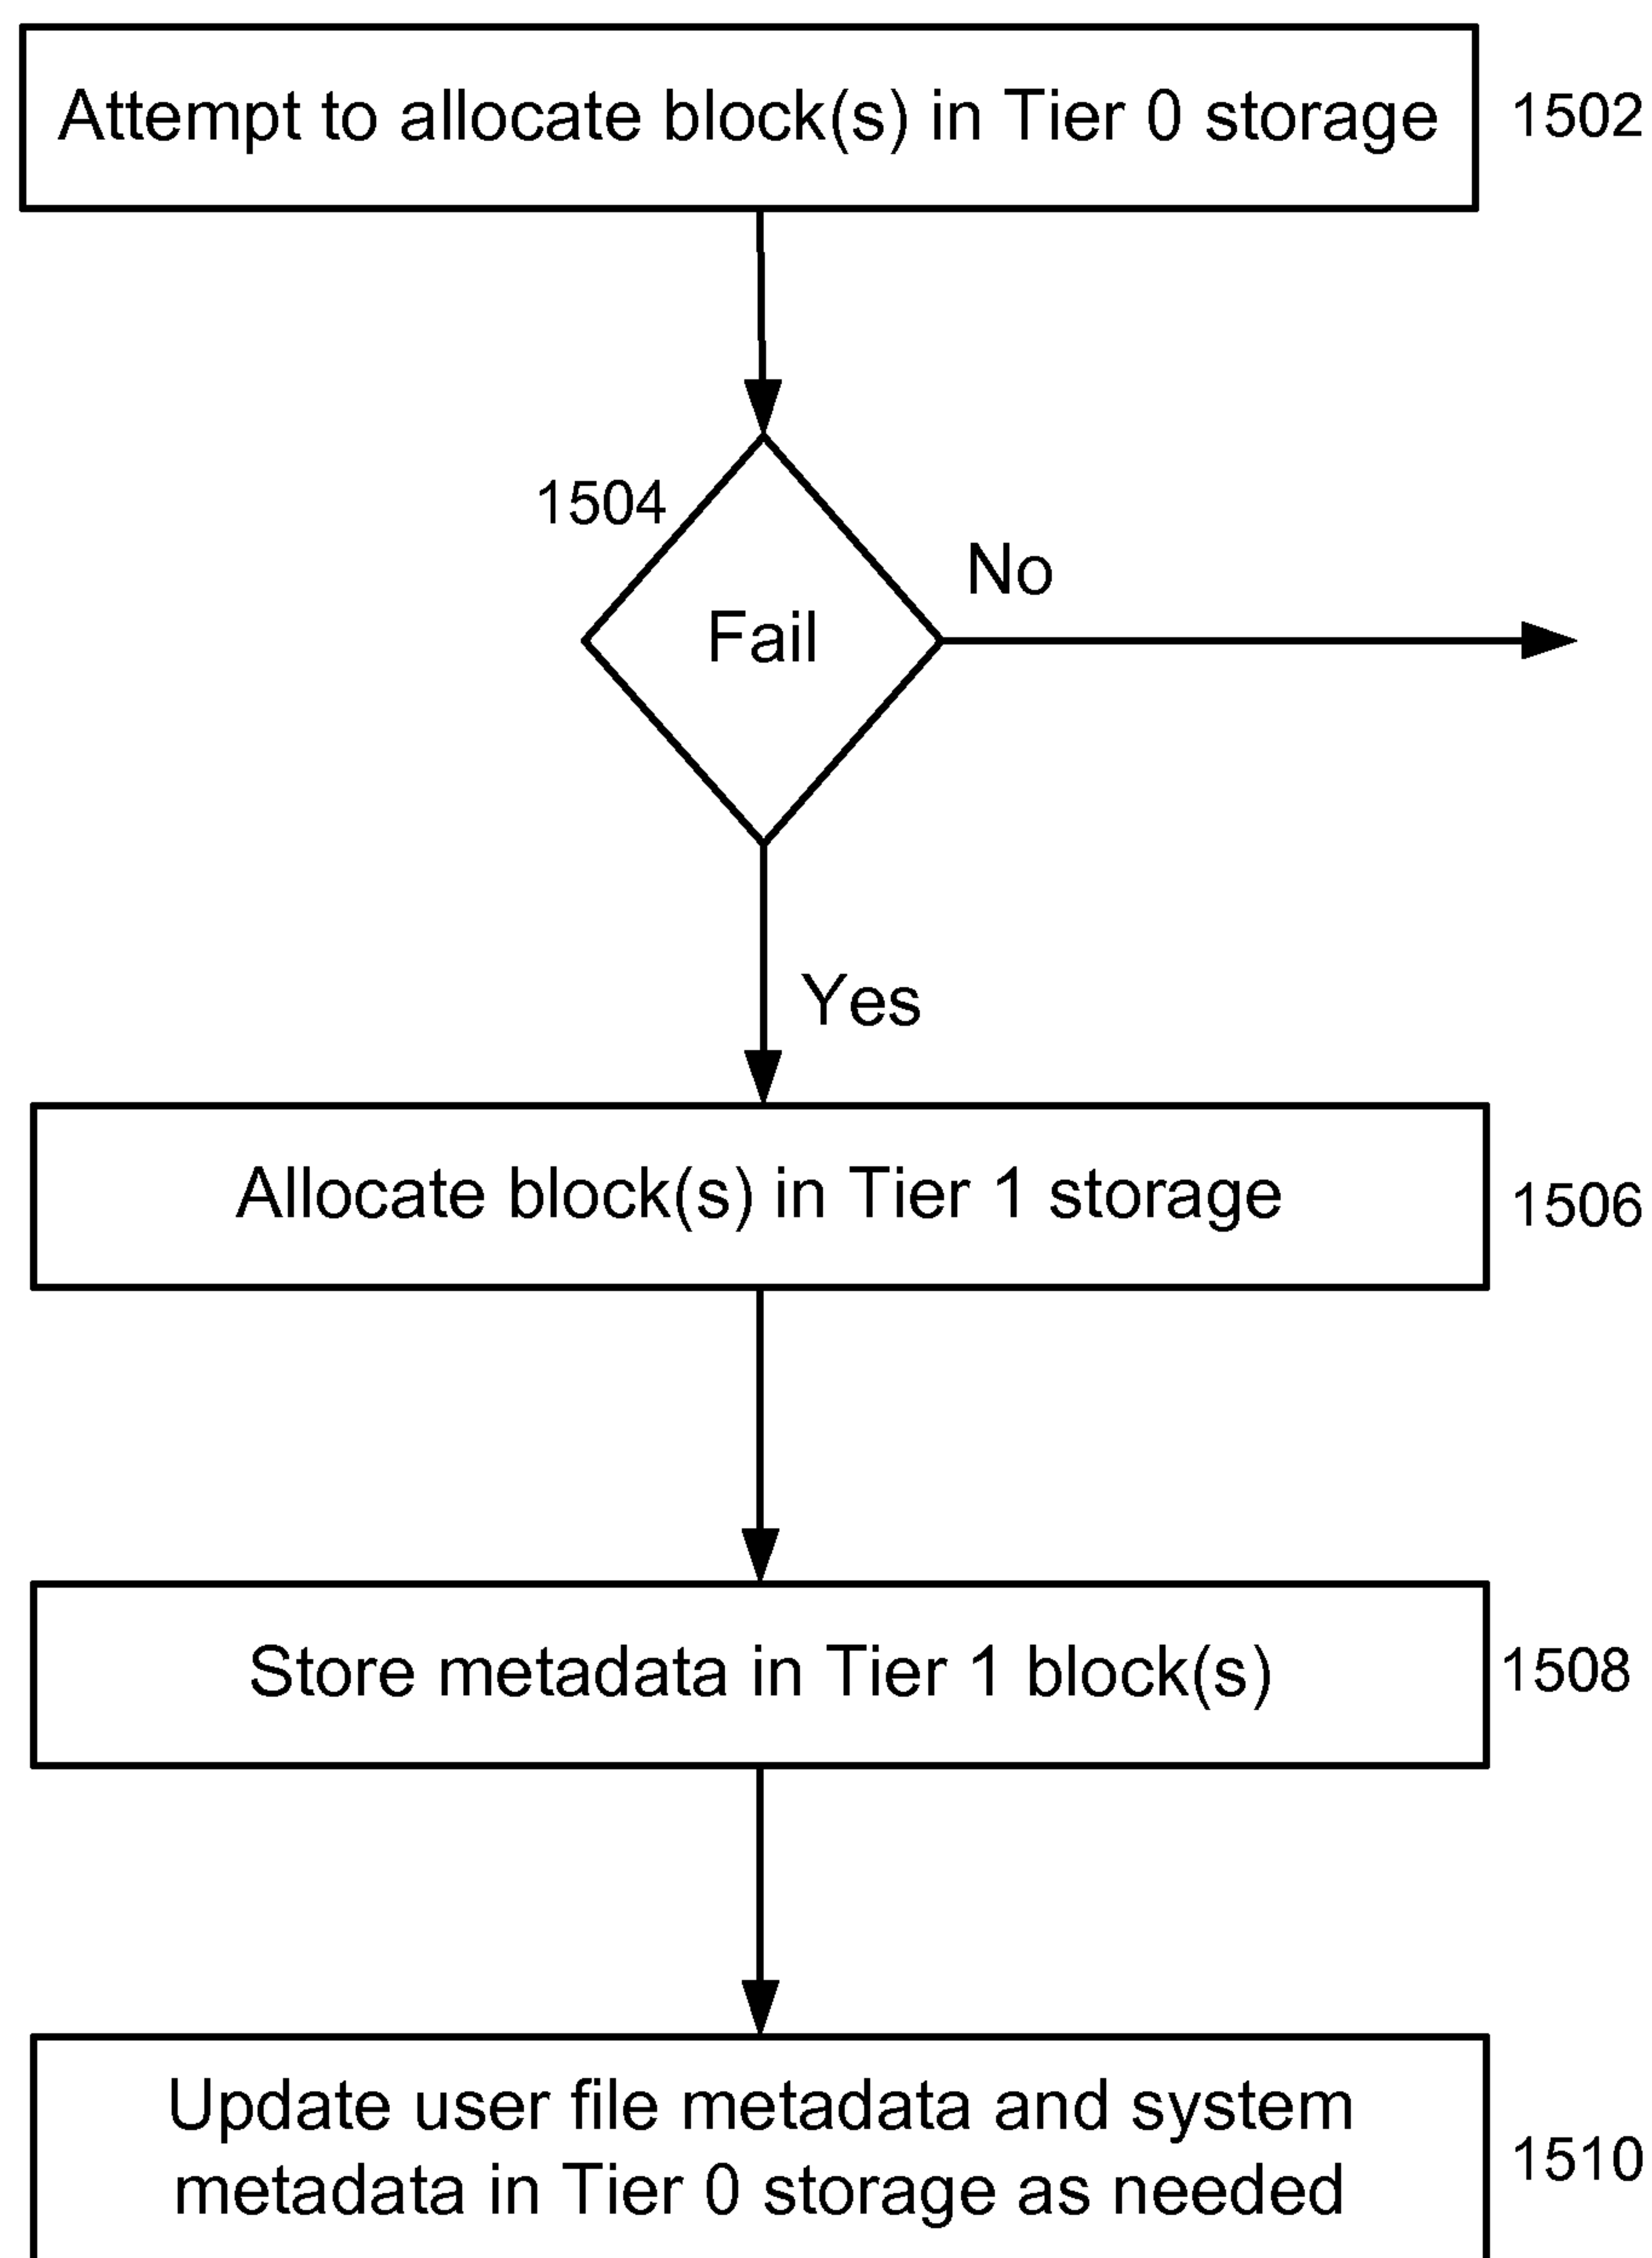 Attempt to allocate block(s) in Tier 0 storage
1502
1504
Fail
No
Yes
Allocate block(s) in Tier 1 storage
1506
Store metadata in Tier 1 block(s)
1508
Update user file metadata and system
metadata in Tier 0 storage as needed
1510